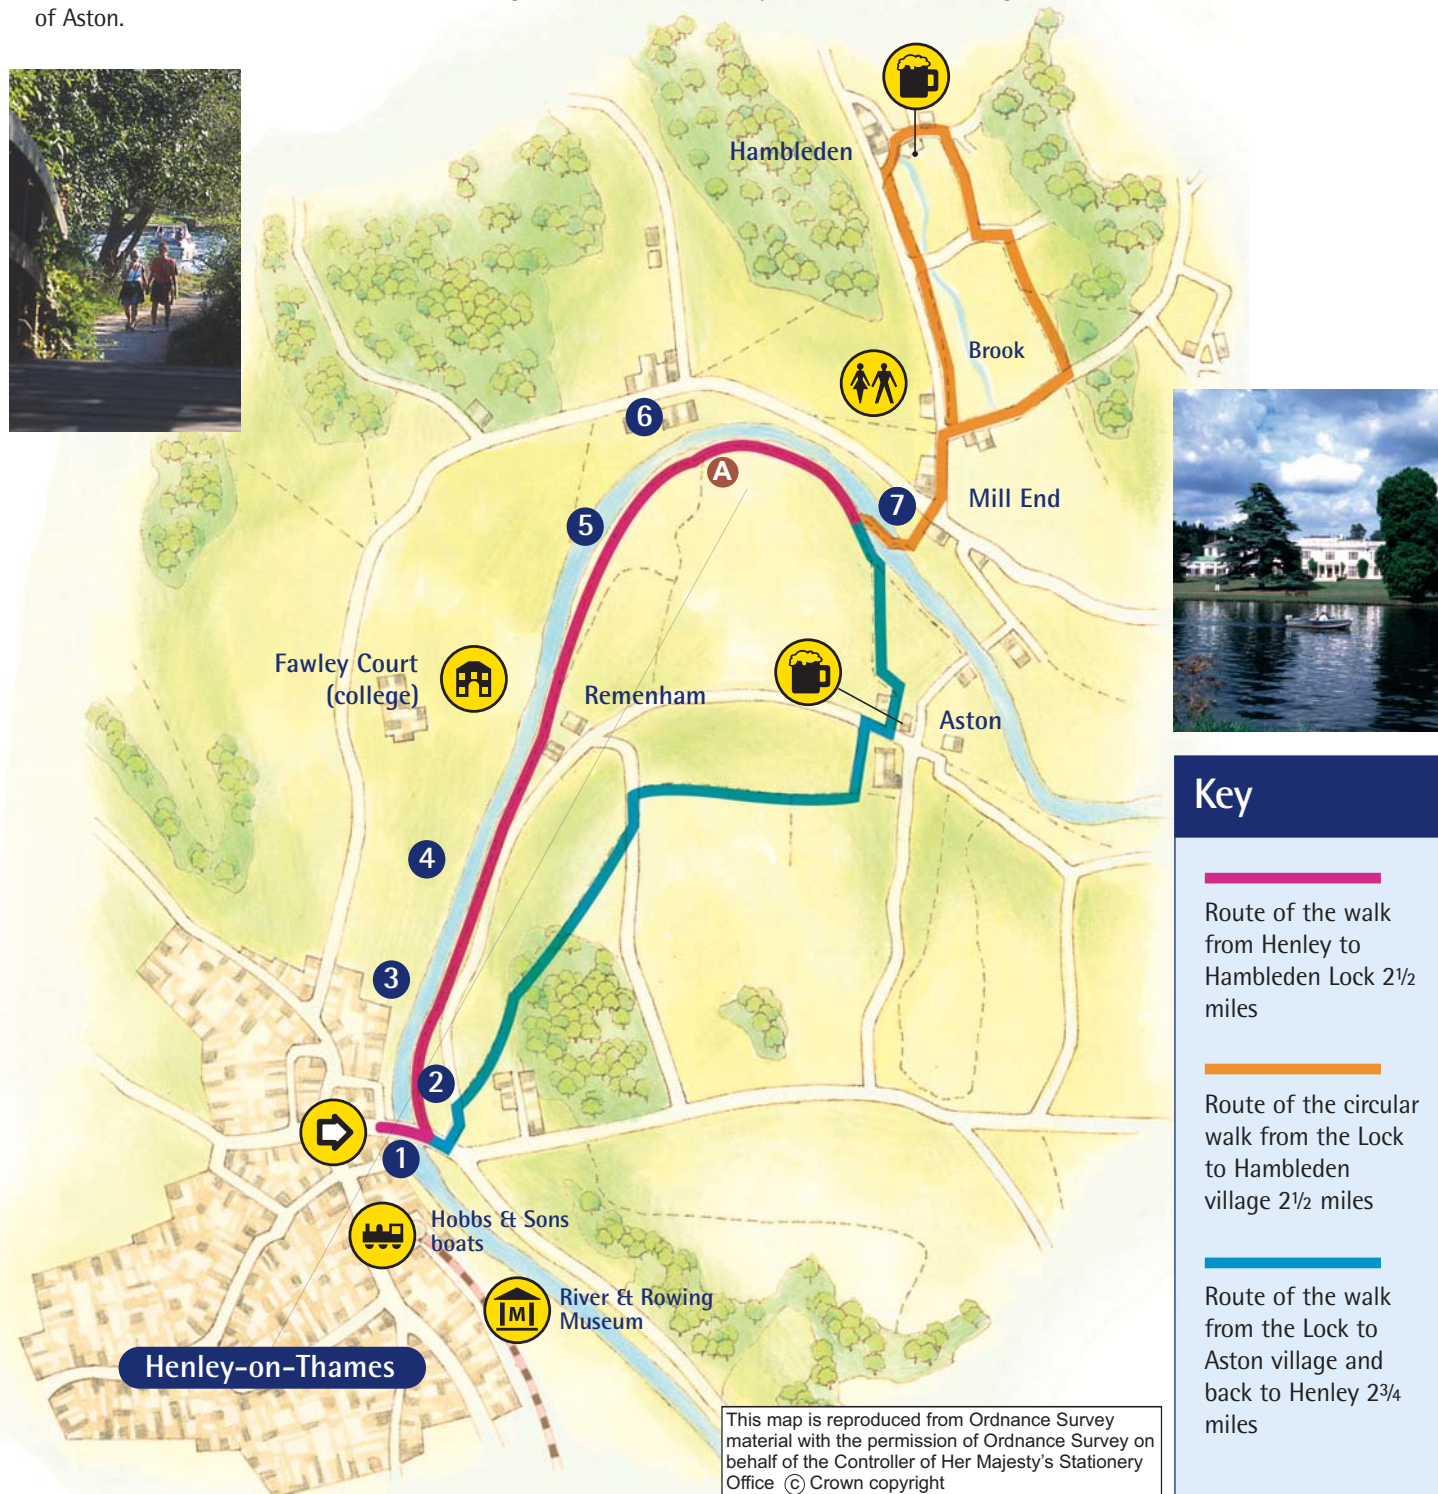 of Aston.
Hambleden
Brook
6
A
7
Mill End
5
Fawley Court
(college)
Remenham
Aston
4
3
2
1
Hobbs & Sons
boats
M
River & Rowing
Museum
Henley-on-Thames
Key
Route of the walk
from Henley to
Hambleden Lock 2½
miles
Route of the circular
walk from the Lock
to Hambleden
village 2½ miles
Route of the walk
from the Lock to
Aston village and
back to Henley 2¾
miles
This map is reproduced from Ordnance Survey
material with the permission of Ordnance Survey on
behalf of the Controller of Her Majesty's Stationery
Office © Crown copyright